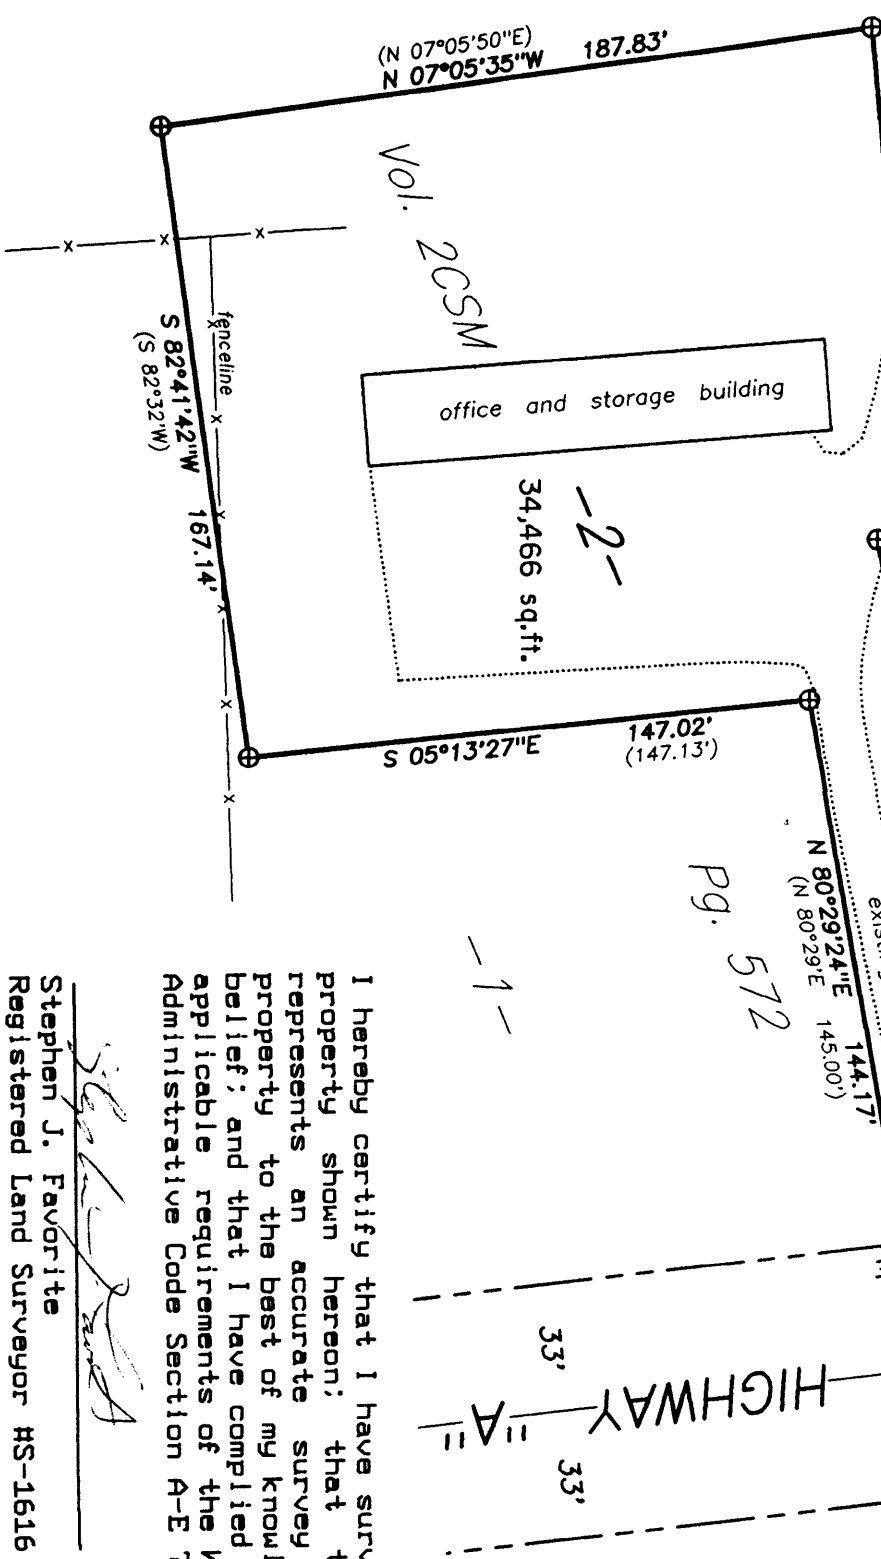 (N 07°05'50"E)
N 07°05'35"W 187.83'
Vol. 2CSM
fenceline
S 82°41'42"W 167.14'
(S 82°32'W)
office and storage building
-2-
34,466 sq.ft.
S 05°13'27"E 147.02'
(147.13')
N 80°29'24"E 144.17'
(N 80°29'E 145.00')
pg. 572
-1-
33'
HIGHWAY "A"
33'
I hereby certify that I have surv
property shown hereon; that t
represents an accurate survey
property to the best of my knowl
belief; and that I have complied
applicable requirements of the W
Administrative Code Section A-E 7
Stephen J. Favorite
Registered Land Surveyor #S-1616